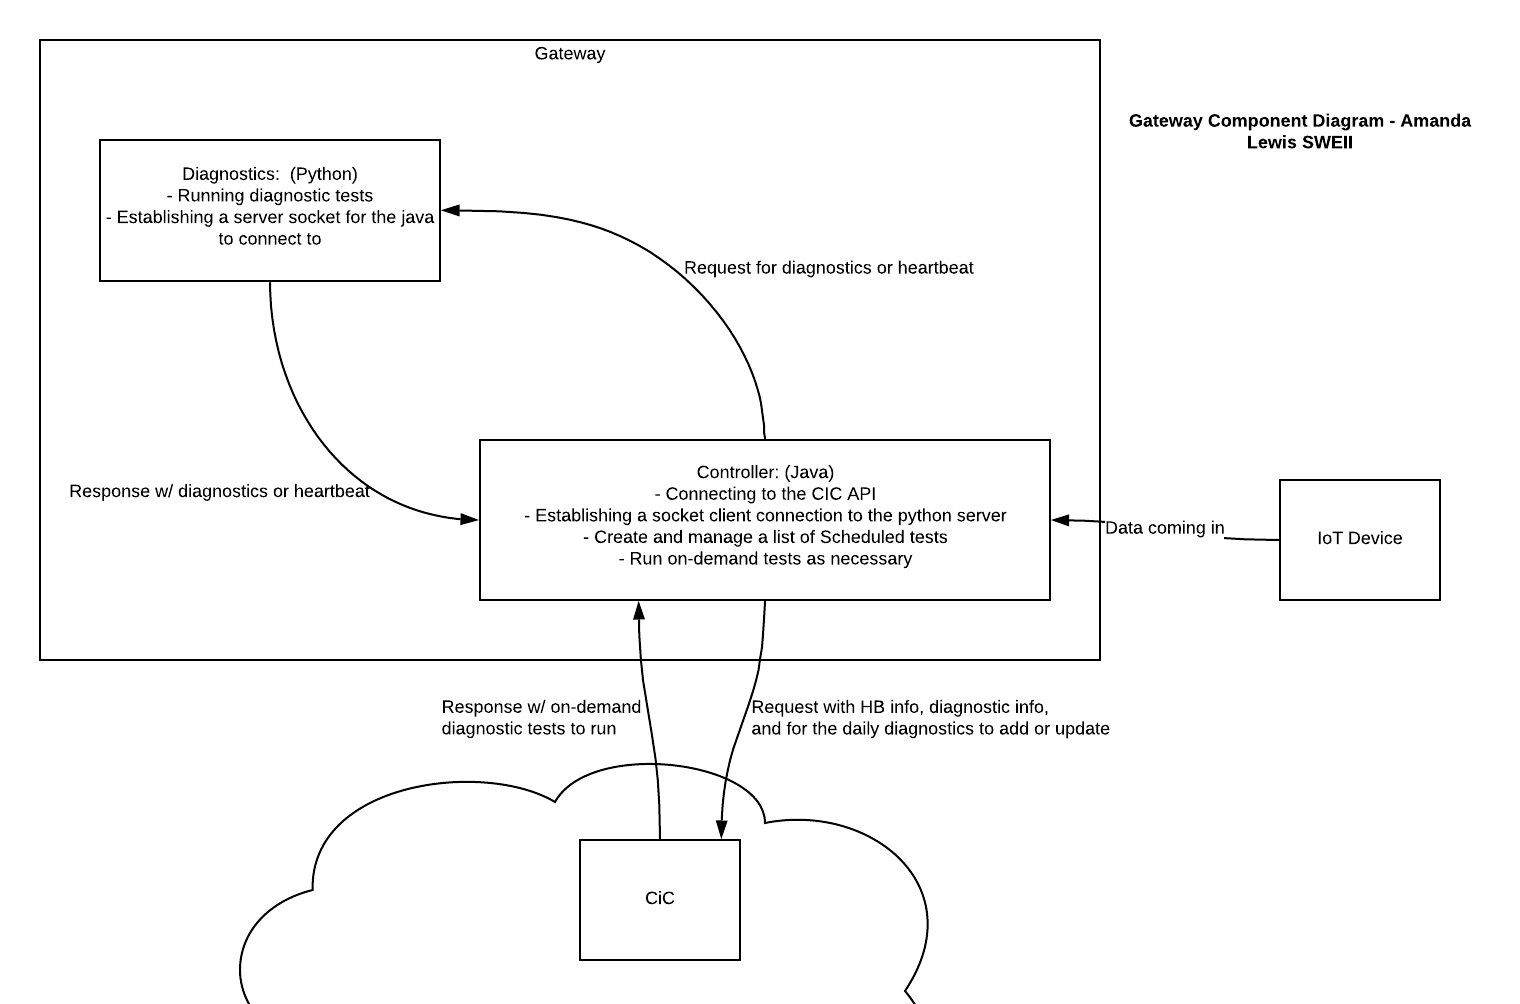 Gateway
Gateway Component Diagram - Amanda
Lewis SWEII
Diagnostics:  (Python)
- Running diagnostic tests
- Establishing a server socket for the java
to connect to
Request for diagnostics or heartbeat
Response w/ diagnostics or heartbeat
Controller: (Java)
- Connecting to the CIC API
- Establishing a socket client connection to the python server
- Create and manage a list of Scheduled tests
- Run on-demand tests as necessary
Data coming in
IoT Device
Response w/ on-demand
diagnostic tests to run
Request with HB info, diagnostic info,
and for the daily diagnostics to add or update
CiC